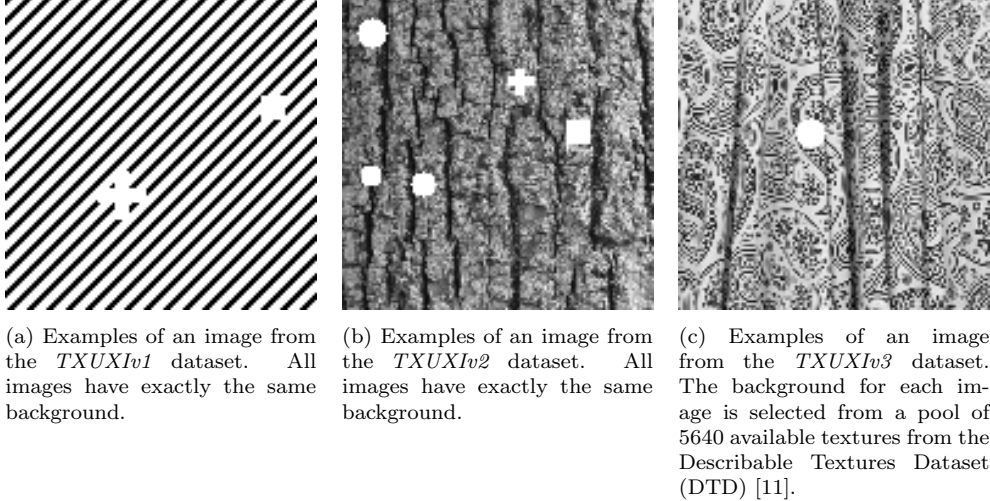 (a) Examples of an image from
the TXUXIv1 dataset. All
images have exactly the same
background.
(b) Examples of an image from
the TXUXIv2 dataset. All
images have exactly the same
background.
(c) Examples of an image
from the TXUXIv3 dataset.
The background for each im-
age is selected from a pool of
5640 available textures from the
Describable Textures Dataset
(DTD) [11].